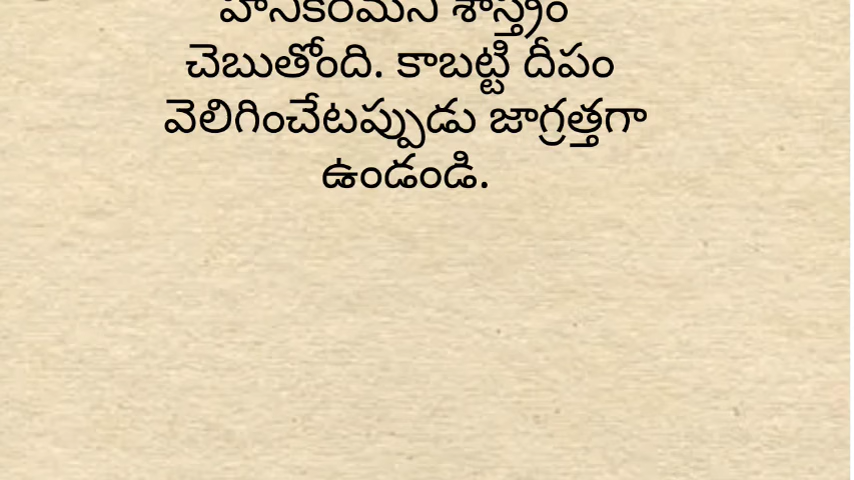 హానికరమని శాస్త్రం
చెబుతోంది. కాబట్టి దీపం
వెలిగించేటప్పుడు జాగ్రత్తగా
ఉండండి.